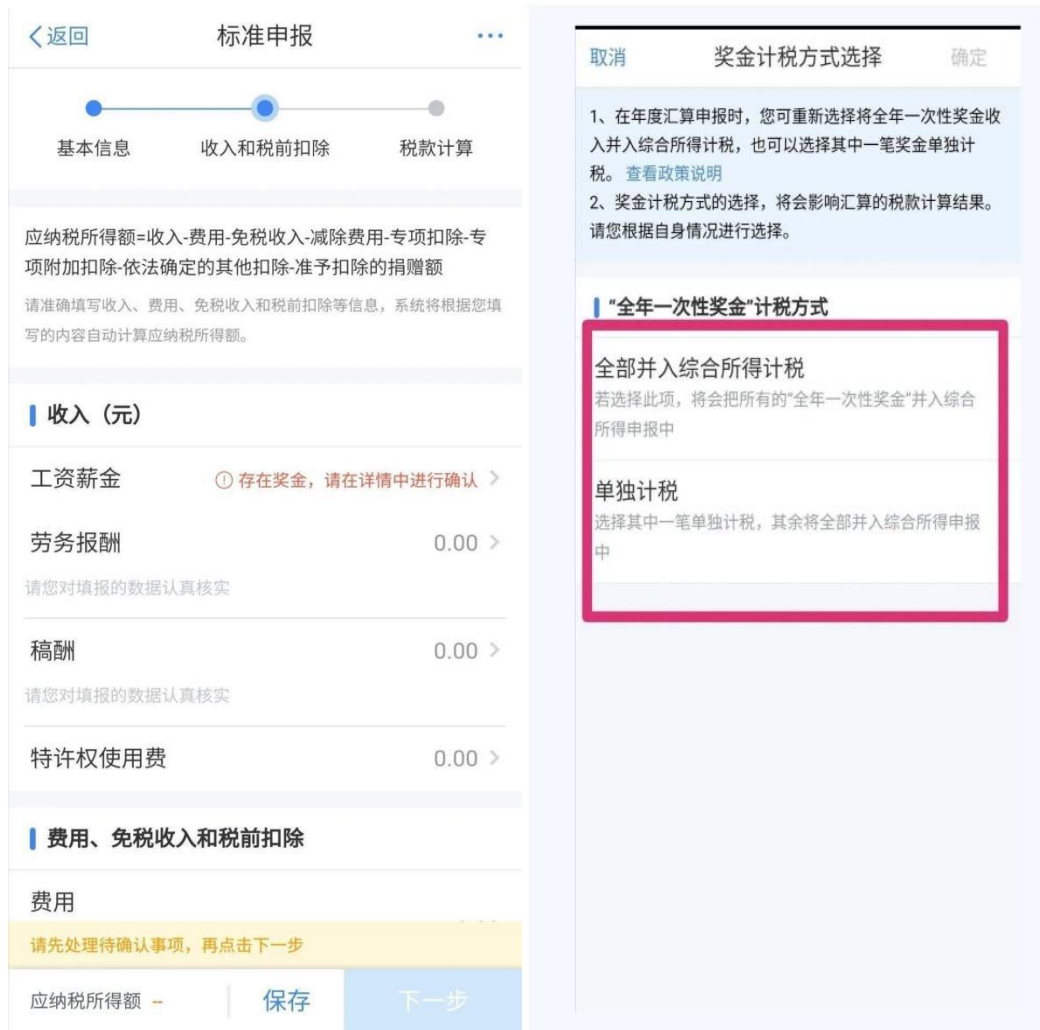 返回
标准申报
...
基本信息
收入和税前扣除
税款计算
应纳税所得额=收入-费用-免税收入-减除费用-专项扣除-专
项附加扣除-依法确定的其他扣除-准予扣除的捐赠额
请准确填写收入、费用、免税收入和税前扣除等信息，系统将根据您填
写的内容自动计算应纳税所得额。
收入（元）
工资薪金
存在奖金，请在详情中进行确认
劳务报酬
0.00
请您对填报的数据认真核实
稿酬
0.00
请您对填报的数据认真核实
特许权使用费
0.00
费用、免税收入和税前扣除
费用
请先处理待确认事项，再点击下一步
应纳税所得额 --
保存
下一步
取消
奖金计税方式选择
确定
1、在年度汇算申报时，您可重新选择将全年一次性奖金收
入并入综合所得计税，也可以选择其中一笔奖金单独计
税。 查看政策说明
2、奖金计税方式的选择，将会影响汇算的税款计算结果。
请您根据自身情况进行选择。
“全年一次性奖金”计税方式
全部并入综合所得计税
若选择此项，将会把所有的“全年一次性奖金”并入综合
所得申报中
单独计税
选择其中一笔单独计税，其余将全部并入综合所得申报
中